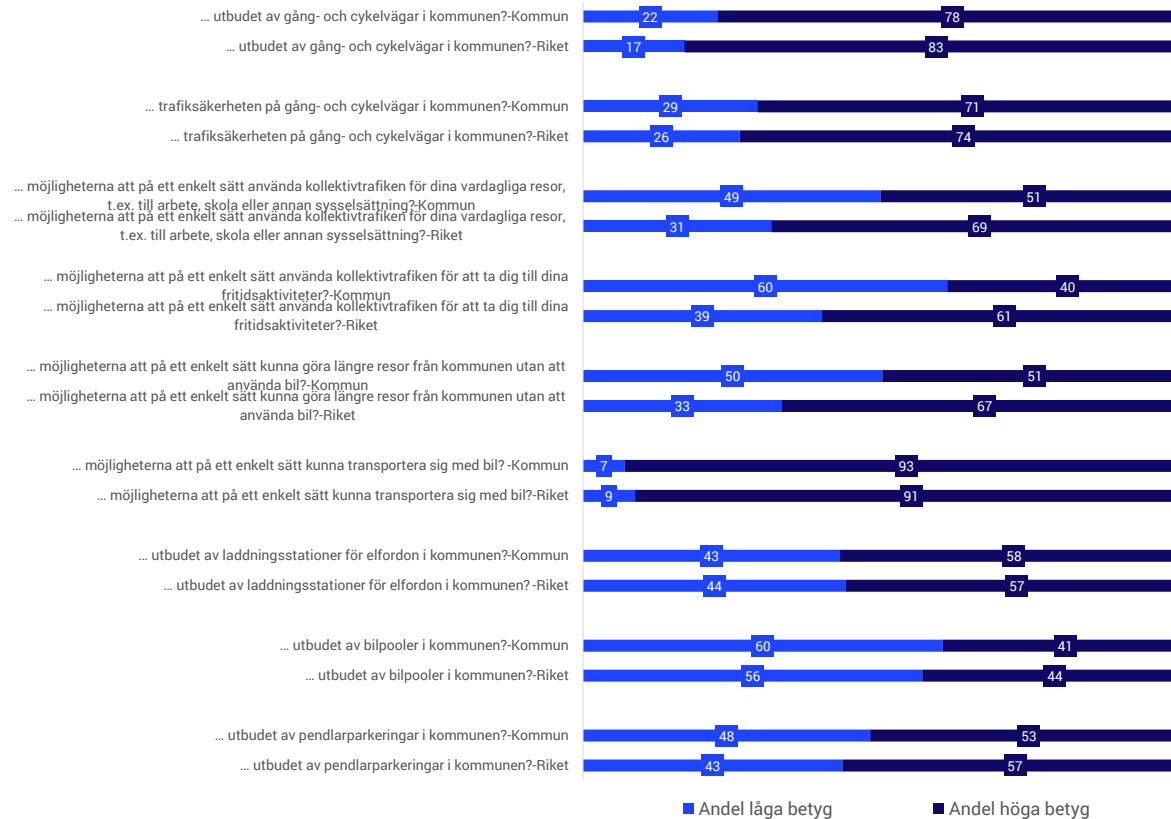 ... utbudet av gång- och cykelvägar i kommunen?-Kommun 22 78
... utbudet av gång- och cykelvägar i kommunen?-Riket 17 83
... trafiksäkerheten på gång- och cykelvägar i kommunen?-Kommun 29 71
... trafiksäkerheten på gång- och cykelvägar i kommunen?-Riket 26 74
... möjligheterna att på ett enkelt sätt använda kollektivtrafiken för dina vardagliga resor,
t.ex. till arbete, skola eller annan sysselsättning?-Kommun 49 51
... möjligheterna att på ett enkelt sätt använda kollektivtrafiken för dina vardagliga resor,
t.ex. till arbete, skola eller annan sysselsättning?-Riket 31 69
... möjligheterna att på ett enkelt sätt använda kollektivtrafiken för att ta dig till dina
fritidsaktiviteter?-Kommun 60 40
... möjligheterna att på ett enkelt sätt använda kollektivtrafiken för att ta dig till dina
fritidsaktiviteter?-Riket 39 61
... möjligheterna att på ett enkelt sätt kunna göra längre resor från kommunen utan att
använda bil?-Kommun 50 51
... möjligheterna att på ett enkelt sätt kunna göra längre resor från kommunen utan att
använda bil?-Riket 33 67
... möjligheterna att på ett enkelt sätt kunna transportera sig med bil? -Kommun 7 93
... möjligheterna att på ett enkelt sätt kunna transportera sig med bil?-Riket 9 91
... utbudet av laddningsstationer för elfordon i kommunen?-Kommun 43 58
... utbudet av laddningsstationer för elfordon i kommunen? -Riket 44 57
... utbudet av bilpooler i kommunen?-Kommun 60 41
... utbudet av bilpooler i kommunen?-Riket 56 44
... utbudet av pendlarparkeringar i kommunen?-Kommun 48 53
... utbudet av pendlarparkeringar i kommunen?-Riket 43 57
Andel låga betyg Andel höga betyg